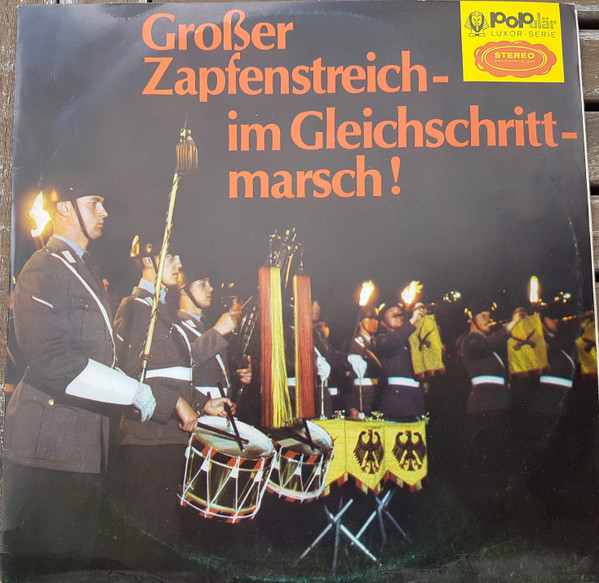 Großer
Zapfenstreich-
im Gleichschritt-
marsch!
POPulär
LUXOR-SERIE
STEREO